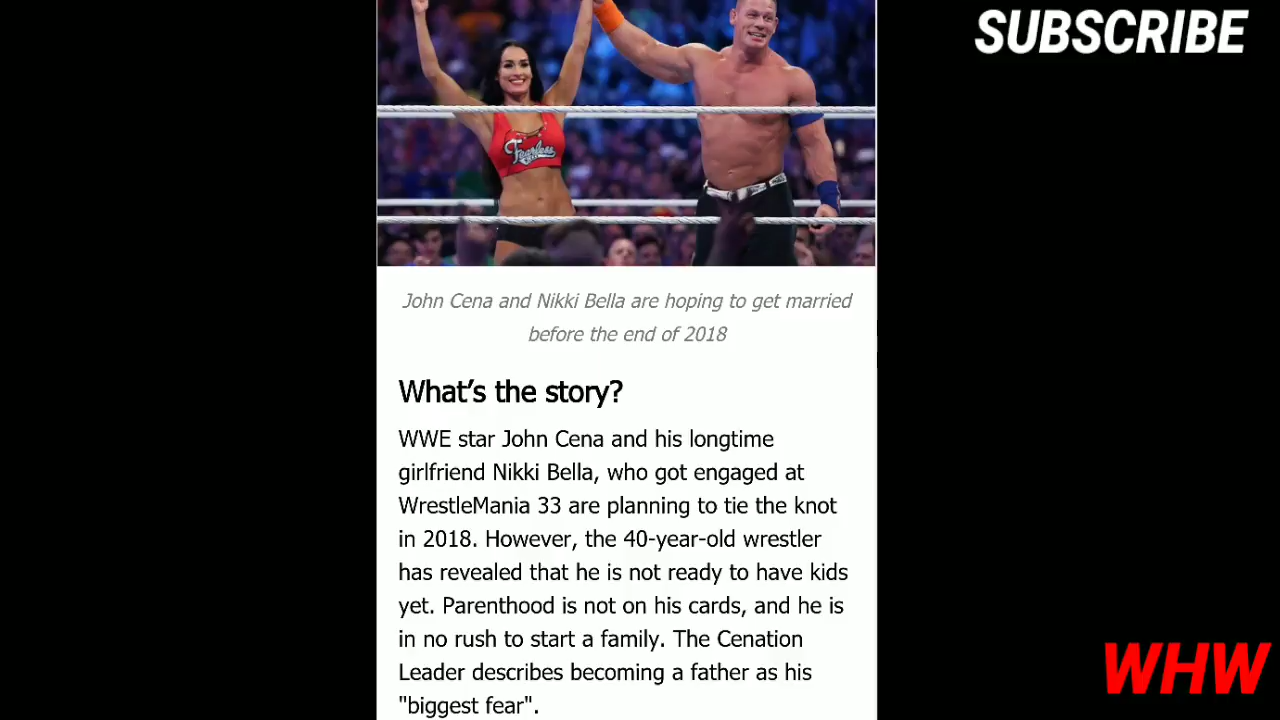 SUBSCRIBE
Fearless
John Cena and Nikki Bella are hoping to get married
before the end of 2018
What's the story?
WWE star John Cena and his longtime
girlfriend Nikki Bella, who got engaged at
WrestleMania 33 are planning to tie the knot
in 2018. However, the 40-year-old wrestler
has revealed that he is not ready to have kids
yet. Parenthood is not on his cards, and he is
in no rush to start a family. The Cenation
Leader describes becoming a father as his
"biggest fear".
WHW